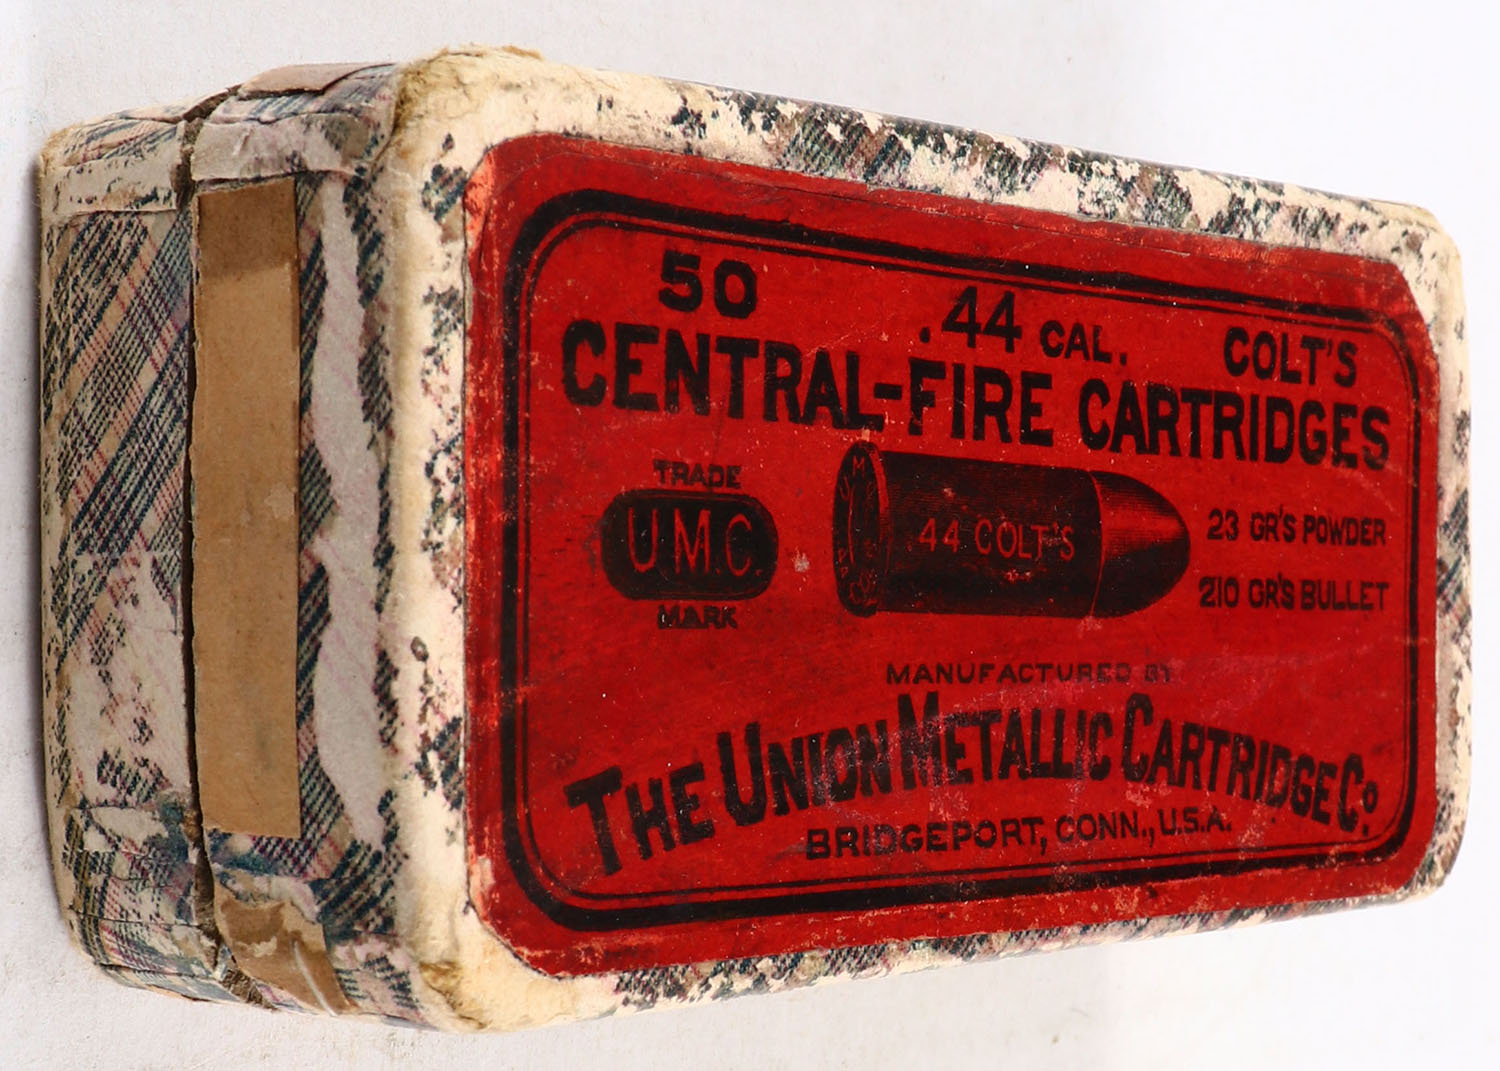 50 .44 CAL. COLT'S
CENTRAL-FIRE CARTRIDGES
TRADE
U.M.C.
MARK
44 COLT'S
23 GR'S POWDER
210 GR'S BULLET
MANUFACTURED BY
THE UNION METALLIC CARTRIDGE CO.
BRIDGEPORT, CONN., U.S.A.